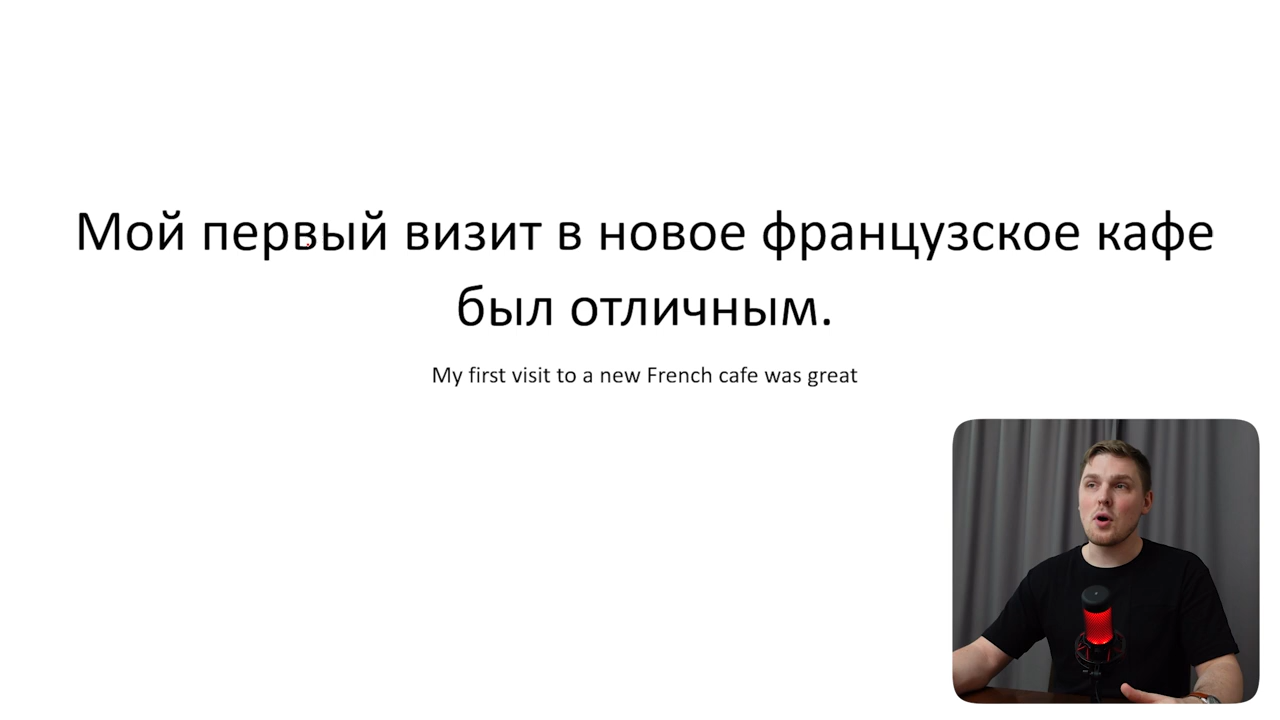 Мой первый визит в новое французское кафе
был отличным.
My first visit to a new French cafe was great